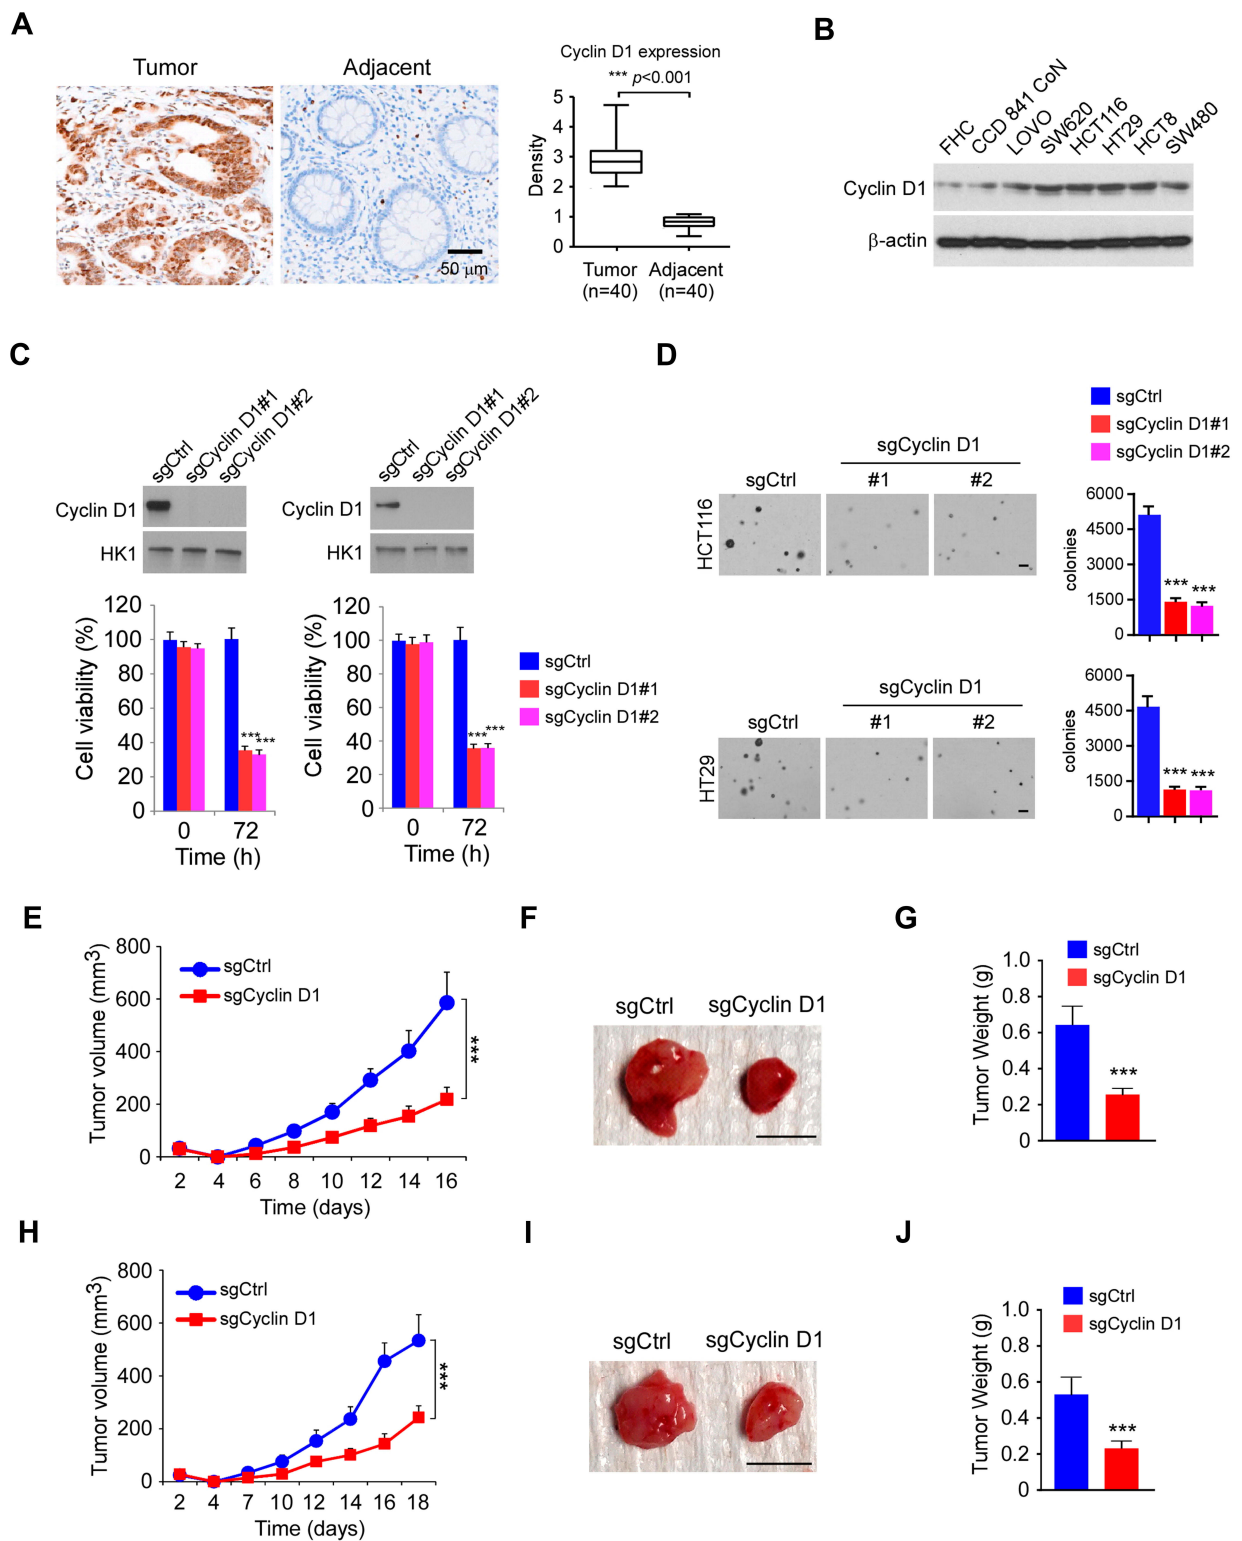 A
Tumor
Adjacent
50 µm
Cyclin D1 expression
*** p<0.001
Density
5
4
3
2
1
0
Tumor
(n=40)
Adjacent
(n=40)
B
FHC
CCD 841 CoN
LOVO
SW620
HCT116
HT29
HCT8
SW480
Cyclin D1
β-actin
C
sgCtrl
sgCyclin D1#1
sgCyclin D1#2
Cyclin D1
HK1
sgCtrl
sgCyclin D1#1
sgCyclin D1#2
Cyclin D1
HK1
Cell viability (%)
120
100
80
60
40
20
0
***
***
0
72
Time (h)
Cell viability (%)
120
100
80
60
40
20
0
***
***
0
72
Time (h)
sgCtrl
sgCyclin D1#1
sgCyclin D1#2
D
sgCtrl
sgCyclin D1#1
sgCyclin D1#2
sgCyclin D1
sgCtrl
#1
#2
HCT116
colonies
6000
4500
3000
1500
0
***
***
sgCyclin D1
sgCtrl
#1
#2
HT29
colonies
6000
4500
3000
1500
0
***
***
E
Tumor volume (mm3)
800
600
400
200
0
sgCtrl
sgCyclin D1
***
2 4 6 8 10 12 14 16
Time (days)
F
sgCtrl
sgCyclin D1
G
sgCtrl
sgCyclin D1
Tumor Weight (g)
1.0
0.8
0.6
0.4
0.2
0
***
H
Tumor volume (mm3)
800
600
400
200
0
sgCtrl
sgCyclin D1
***
2 4 7 10 12 14 16 18
Time (days)
I
sgCtrl
sgCyclin D1
J
sgCtrl
sgCyclin D1
Tumor Weight (g)
1.0
0.8
0.6
0.4
0.2
0
***